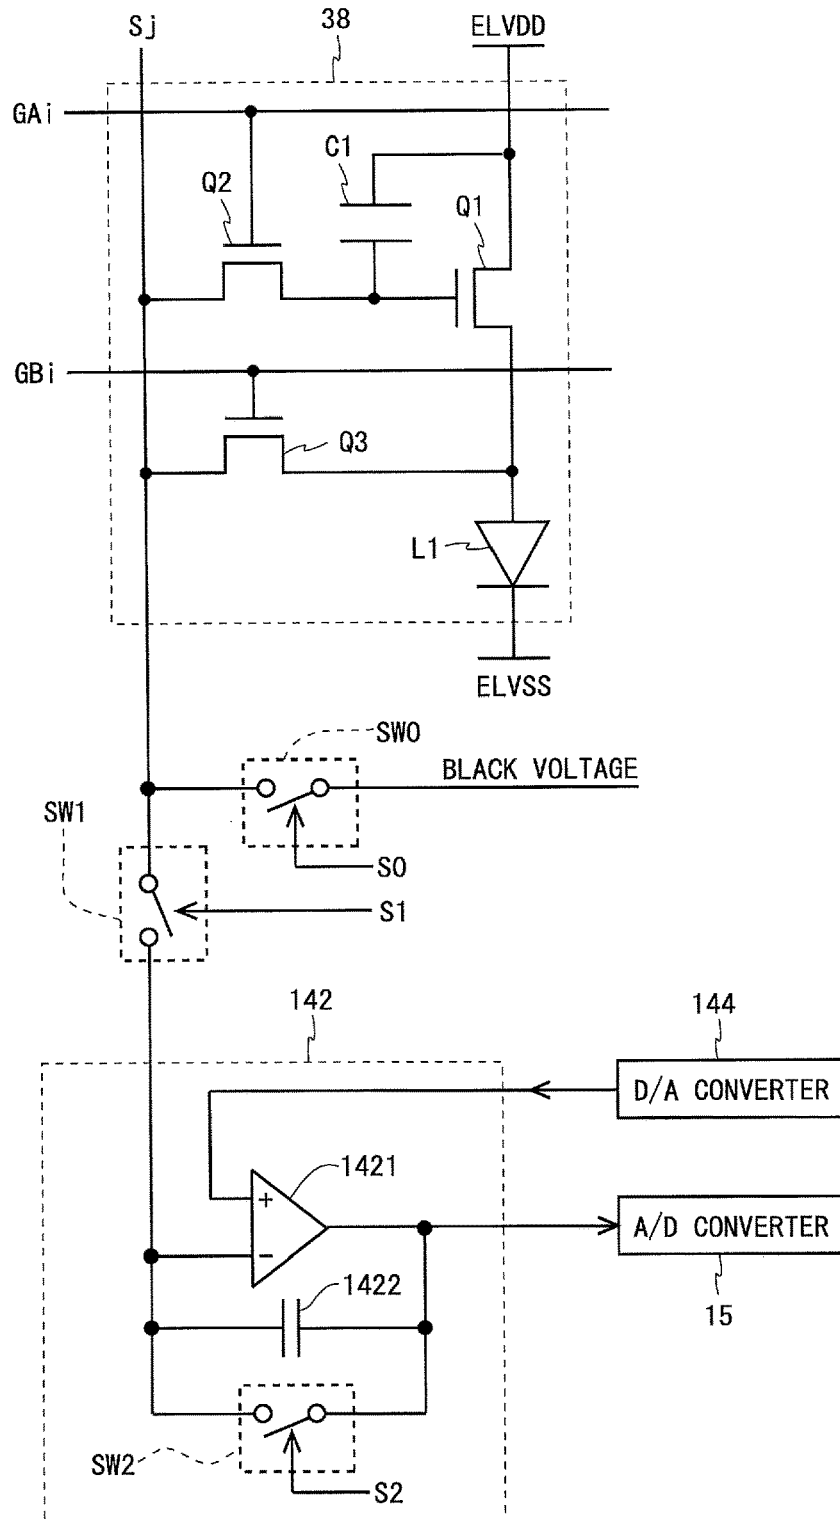 Sj
38
ELVDD
GAi
C1
Q2
Q1
GBi
Q3
L1
ELVSS
SW0
BLACK VOLTAGE
SW1
S0
S1
142
144
D/A CONVERTER
1421
+
A/D CONVERTER
−
1422
15
SW2
S2